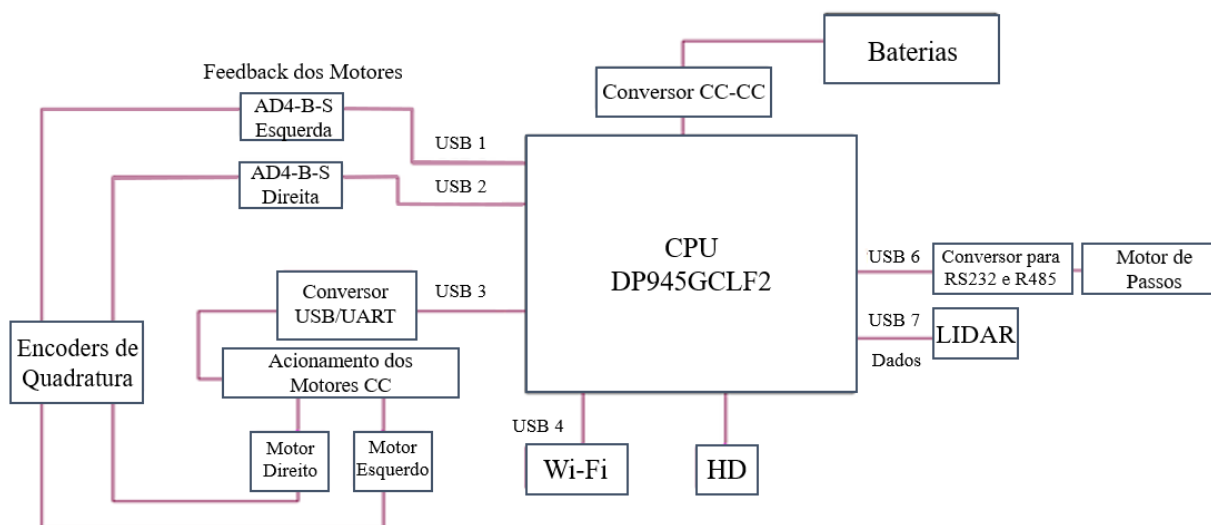 Baterias
Feedback dos Motores
Conversor CC-CC
AD4-B-S
Esquerda
USB 1
AD4-B-S
Direita
USB 2
CPU
DP945GCLF2
USB 6
Conversor para
RS232 e R485
Motor de
Passos
Conversor
USB/UART
USB 3
USB 7
LIDAR
Dados
Encoders de
Quadratura
Acionamento dos
Motores CC
USB 4
Motor
Direito
Motor
Esquerdo
Wi-Fi
HD